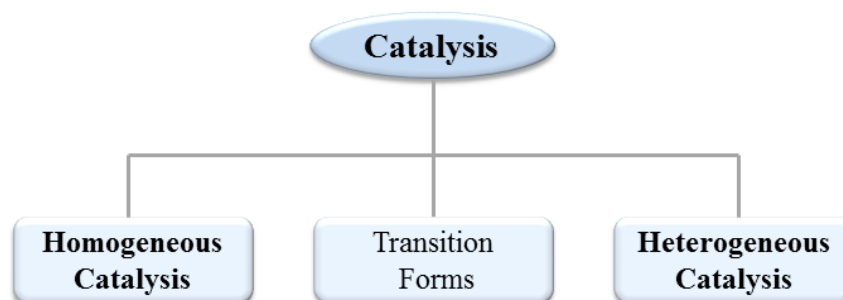 Catalysis
Homogeneous
Catalysis
Transition
Forms
Heterogeneous
Catalysis